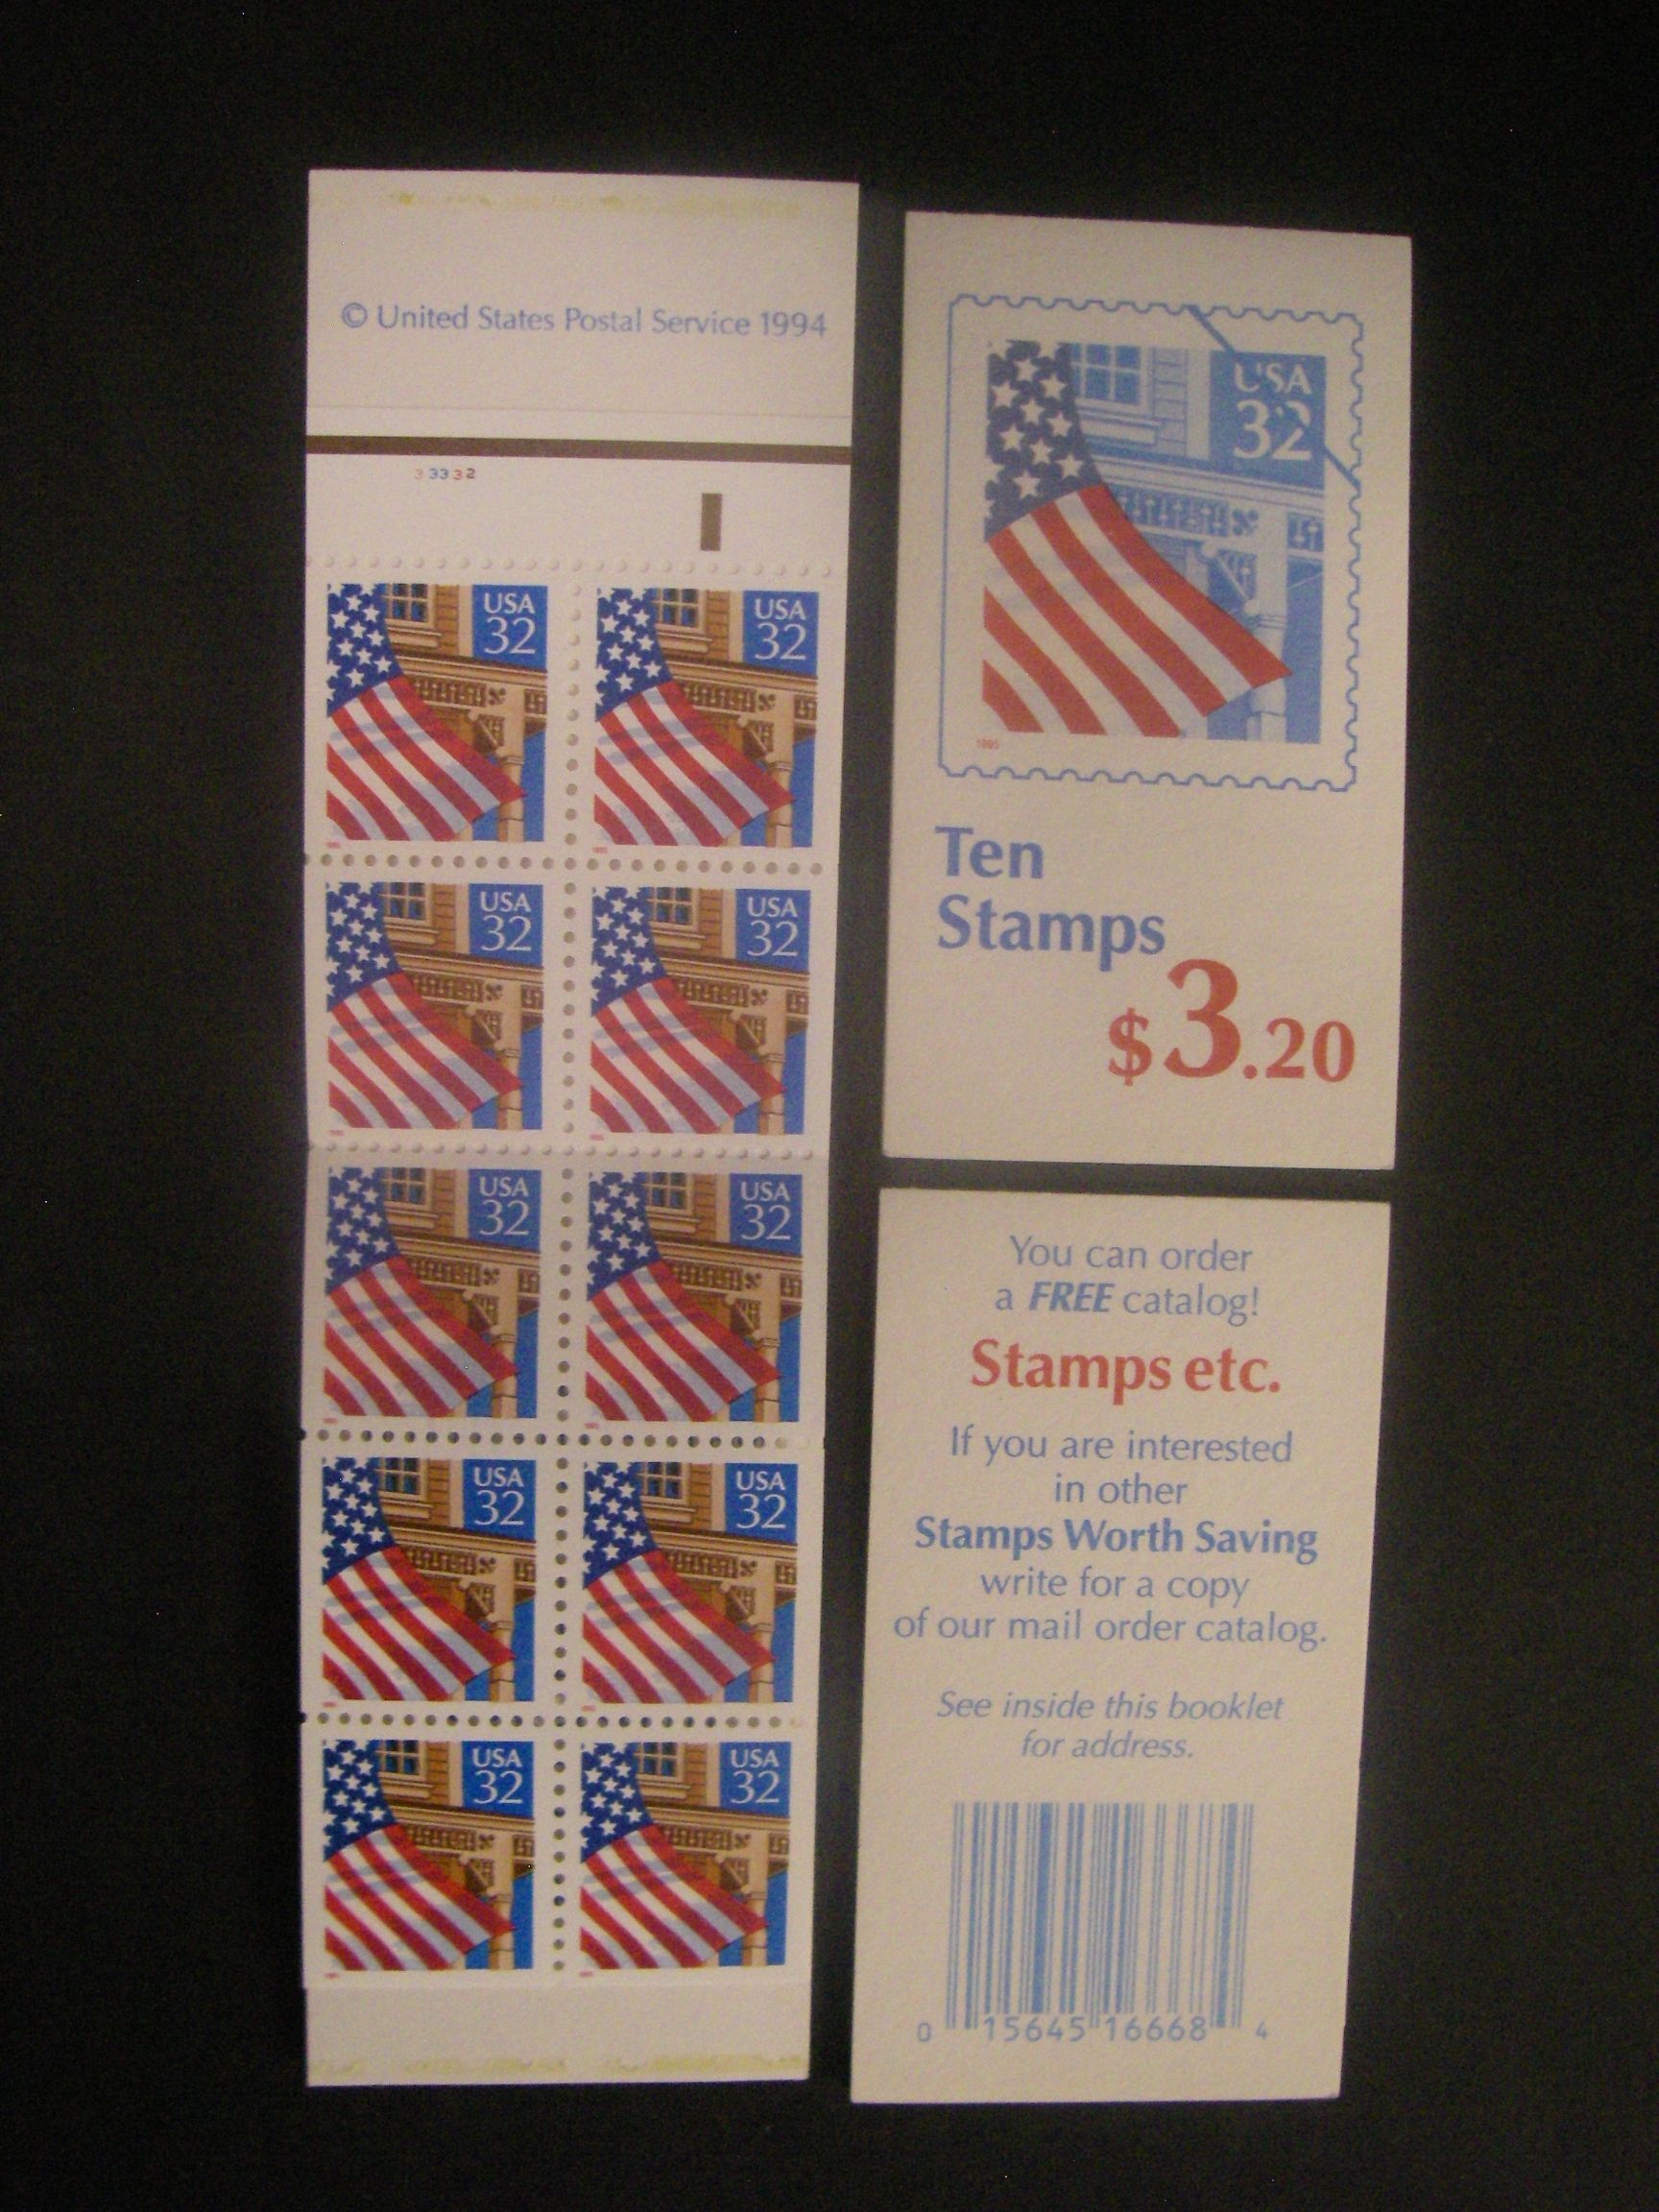 © United States Postal Service 1994
33332
USA
32
USA
32
USA
32
USA
32
USA
32
USA
32
USA
32
USA
32
USA
32
USA
32
USA
32
1995
Ten
Stamps
$3.20
You can order
a FREE catalog!
Stamps etc.
If you are interested
in other
Stamps Worth Saving
write for a copy
of our mail order catalog.
See inside this booklet
for address.
0 15645 16668 4